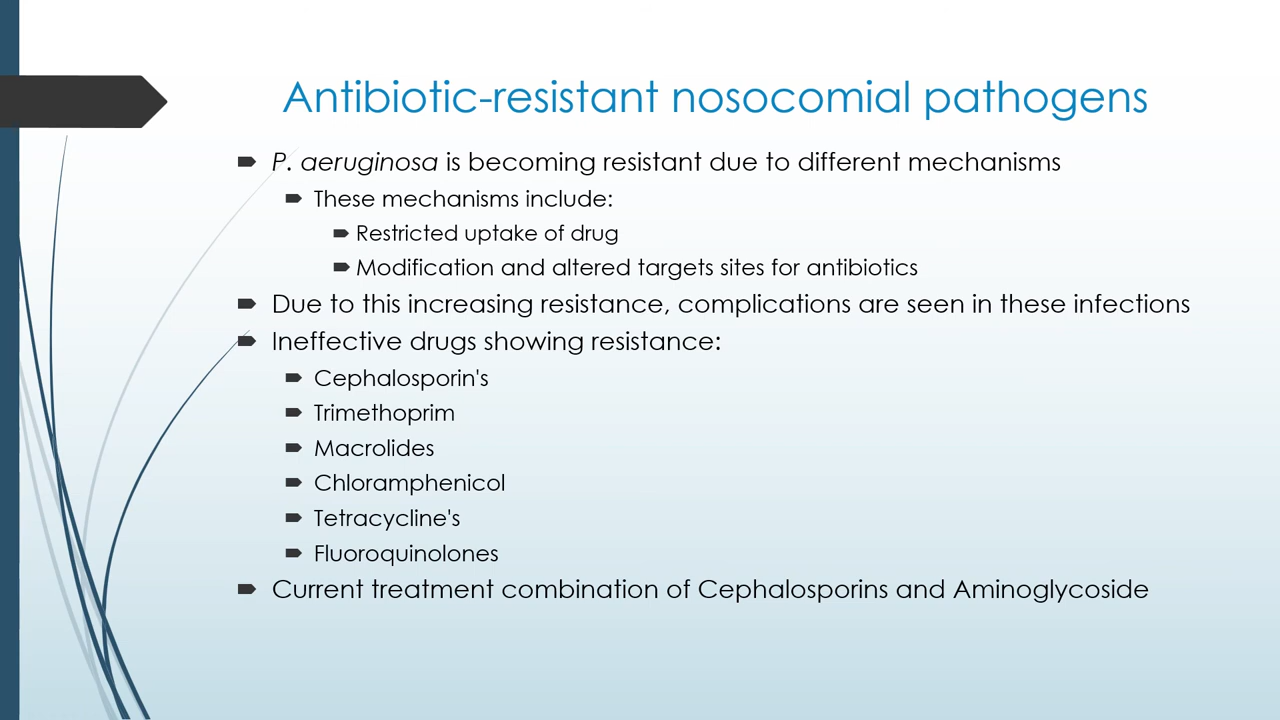 Antibiotic-resistant nosocomial pathogens
P. aeruginosa is becoming resistant due to different mechanisms
These mechanisms include:
Restricted uptake of drug
Modification and altered targets sites for antibiotics
Due to this increasing resistance, complications are seen in these infections
Ineffective drugs showing resistance:
Cephalosporin's
Trimethoprim
Macrolides
Chloramphenicol
Tetracycline's
Fluoroquinolones
Current treatment combination of Cephalosporins and Aminoglycoside